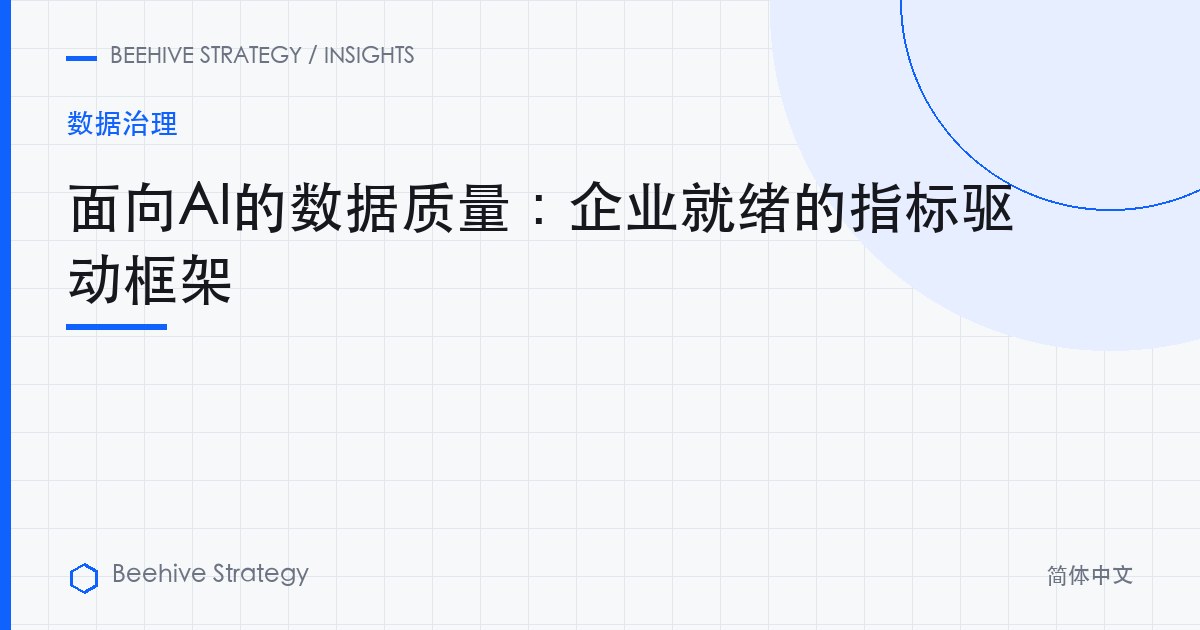 BEEHIVE STRATEGY / INSIGHTS
数据治理
面向AI的数据质量：企业就绪的指标驱
动框架
Beehive Strategy
简体中文